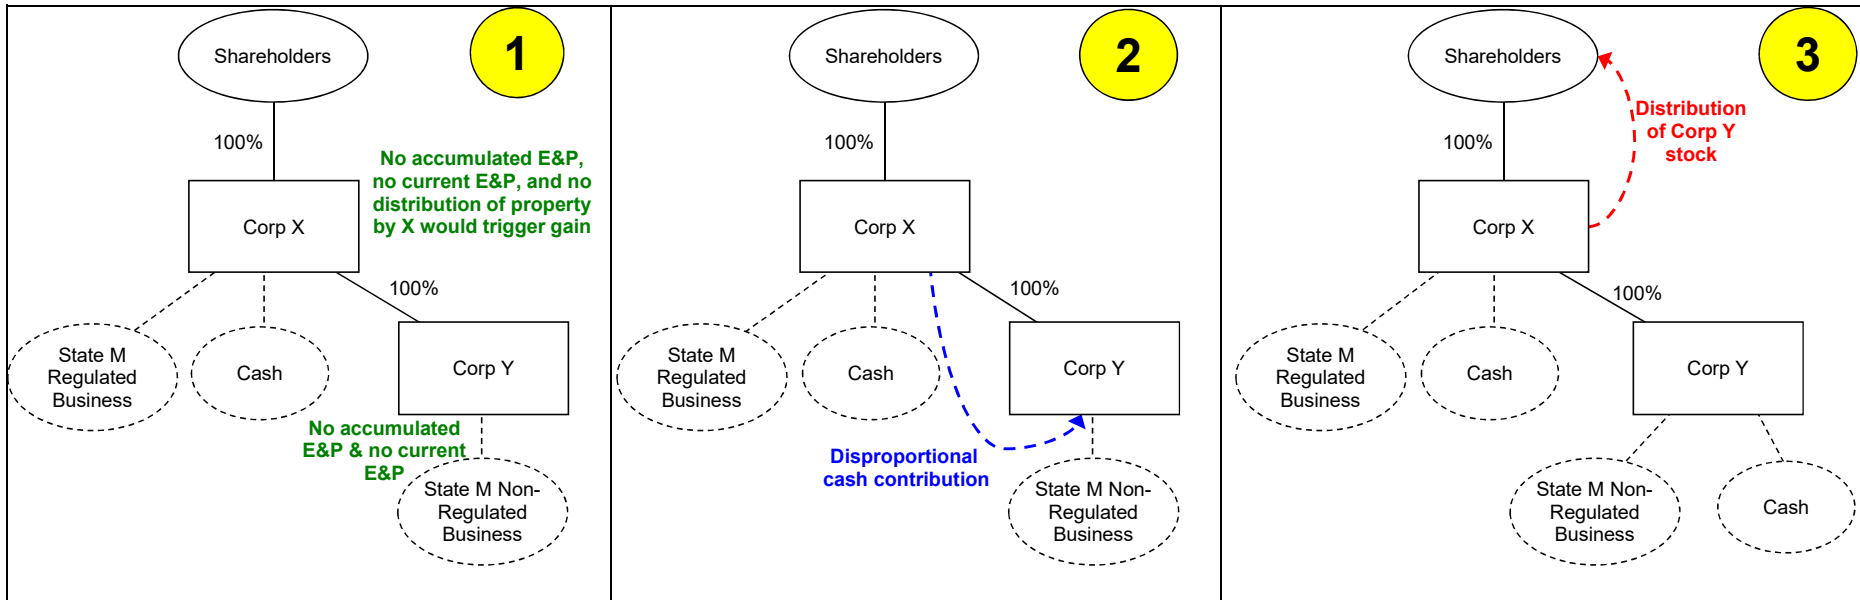 Shareholders
1
100%
No accumulated E&P,
no current E&P, and no
distribution of property
by X would trigger gain
Corp X
100%
State M
Regulated
Business
Cash
Corp Y
No accumulated
E&P & no current
E&P
State M Non-
Regulated
Business
Shareholders
2
100%
Corp X
100%
State M
Regulated
Business
Cash
Corp Y
Disproportional
cash contribution
State M Non-
Regulated
Business
Shareholders
3
Distribution
of Corp Y
stock
100%
Corp X
100%
State M
Regulated
Business
Cash
Corp Y
State M Non-
Regulated
Business
Cash